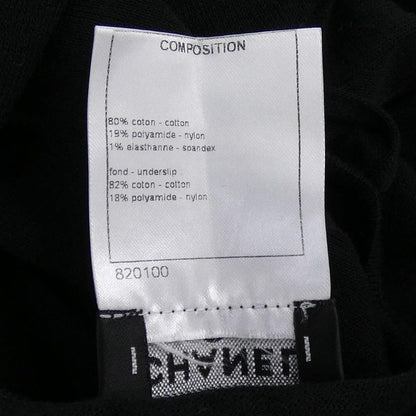 COMPOSITION
80% coton - cotton
19% polyamide - nylon
1% elasthanne - spandex
fond - underslip
82% coton - cotton
18% polyamide - nylon
820100
CHANEL